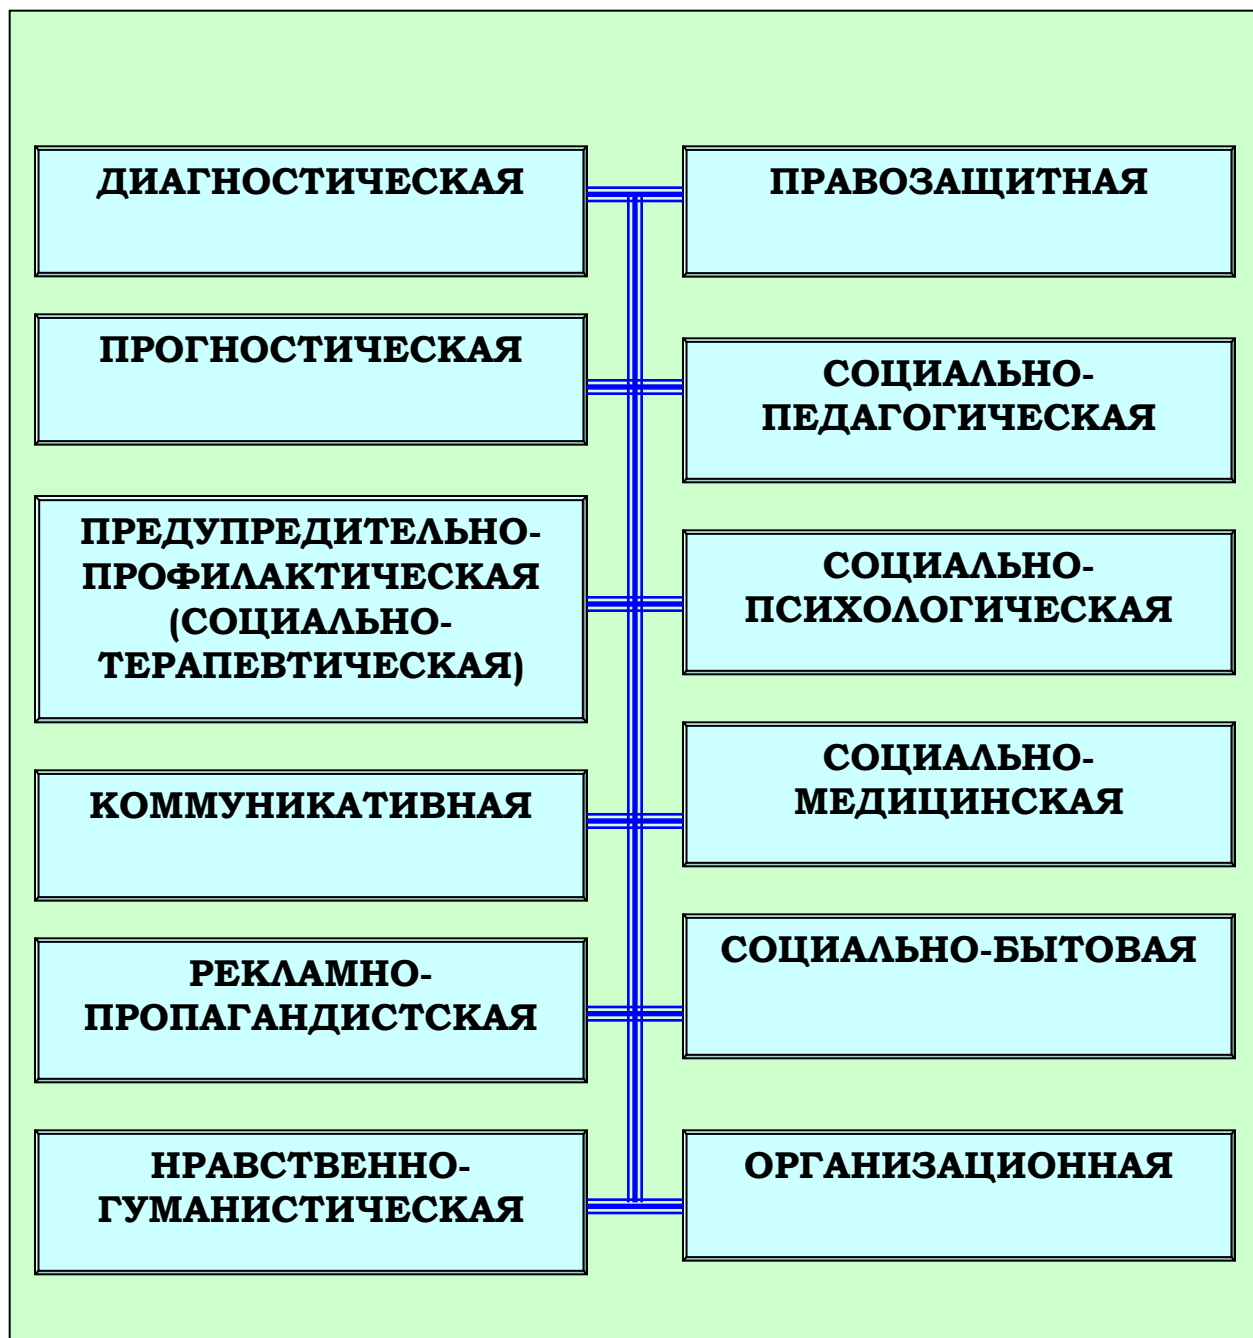 ДИАГНОСТИЧЕСКАЯ
ПРАВОЗАЩИТНАЯ
ПРОГНОСТИЧЕСКАЯ
СОЦИАЛЬНО-
ПЕДАГОГИЧЕСКАЯ
ПРЕДУПРЕДИТЕЛЬНО-
ПРОФИЛАКТИЧЕСКАЯ
(СОЦИАЛЬНО-
ТЕРАПЕВТИЧЕСКАЯ)
СОЦИАЛЬНО-
ПСИХОЛОГИЧЕСКАЯ
КОММУНИКАТИВНАЯ
СОЦИАЛЬНО-
МЕДИЦИНСКАЯ
РЕКЛАМНО-
ПРОПАГАНДИСТСКАЯ
СОЦИАЛЬНО-БЫТОВАЯ
НРАВСТВЕННО-
ГУМАНИСТИЧЕСКАЯ
ОРГАНИЗАЦИОННАЯ